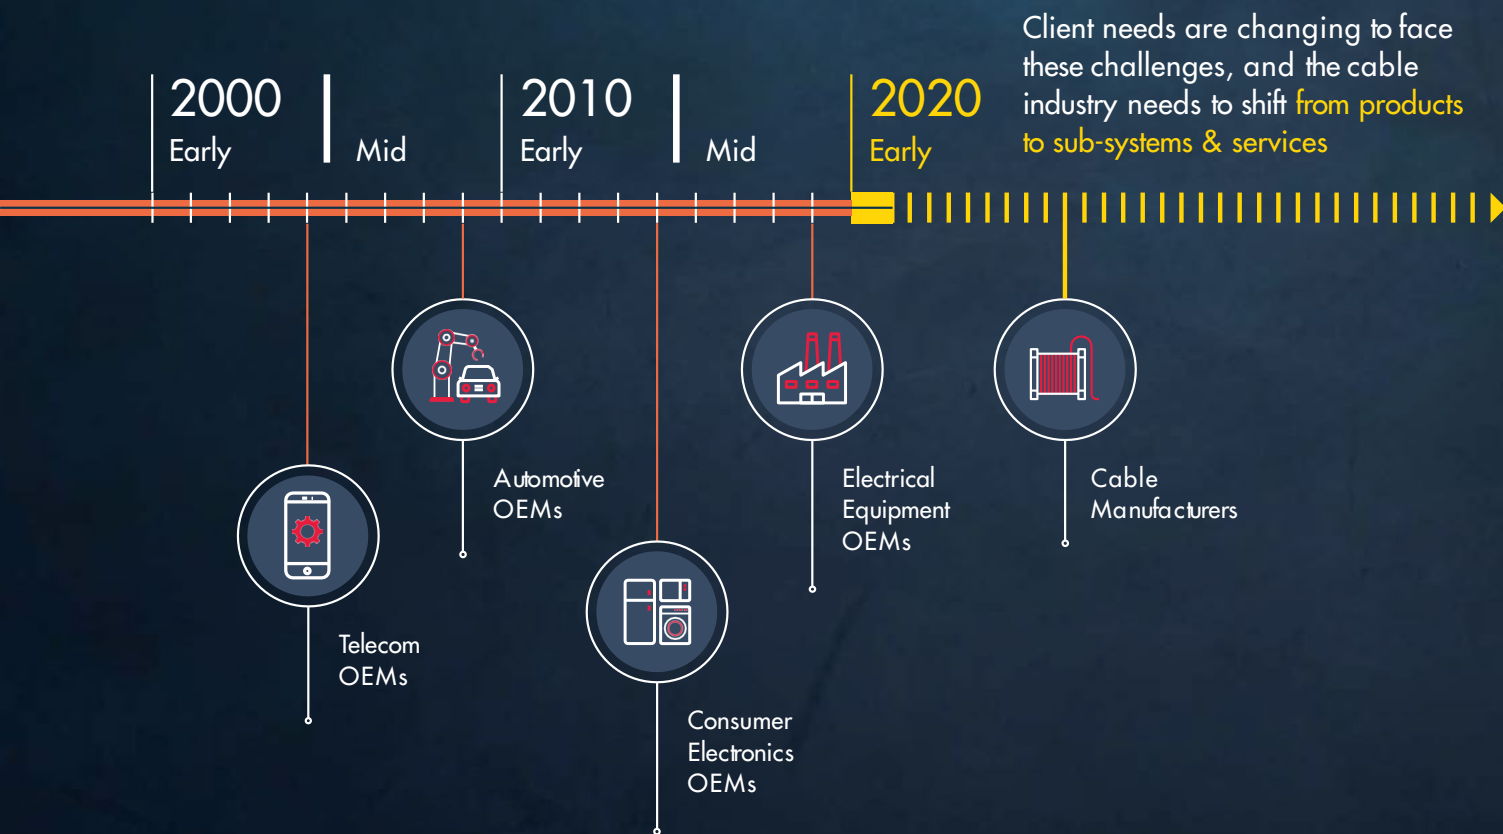 Client needs are changing to face
these challenges, and the cable
industry needs to shift from products
to sub-systems & services
2000
Early
Mid
2010
Early
Mid
2020
Early
Telecom
OEMs
Automotive
OEMs
Consumer
Electronics
OEMs
Electrical
Equipment
OEMs
Cable
Manufacturers